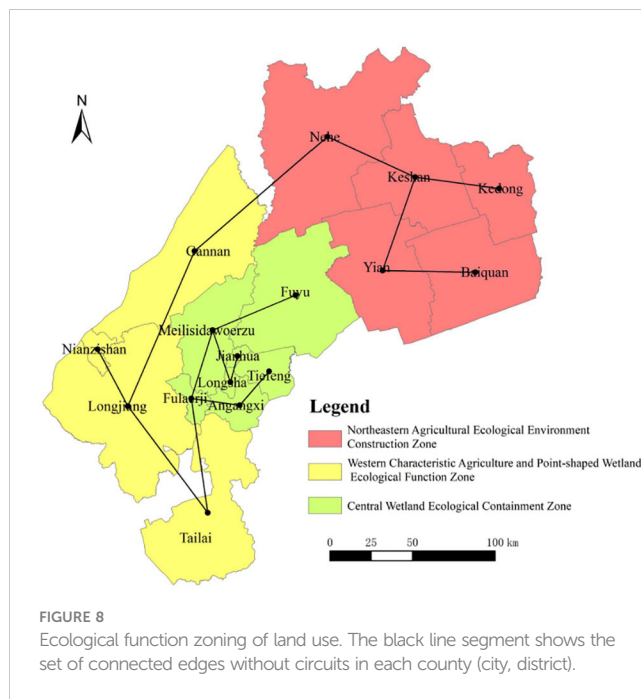 N
Nehe
Keshan
Kedong
Gannan
Yian
Baiquan
Fuyu
Meilisidawoerzu
Nianzishan
Jianhua
Tiefeng
Longsha
Fulaerji
Angangxi
Longjiang
Tailai
Legend
Northeastern Agricultural Ecological Environment
Construction Zone
Western Characteristic Agriculture and Point-shaped Wetland
Ecological Function Zone
Central Wetland Ecological Containment Zone
0 25 50 100 km
FIGURE 8
Ecological function zoning of land use. The black line segment shows the
set of connected edges without circuits in each county (city, district).